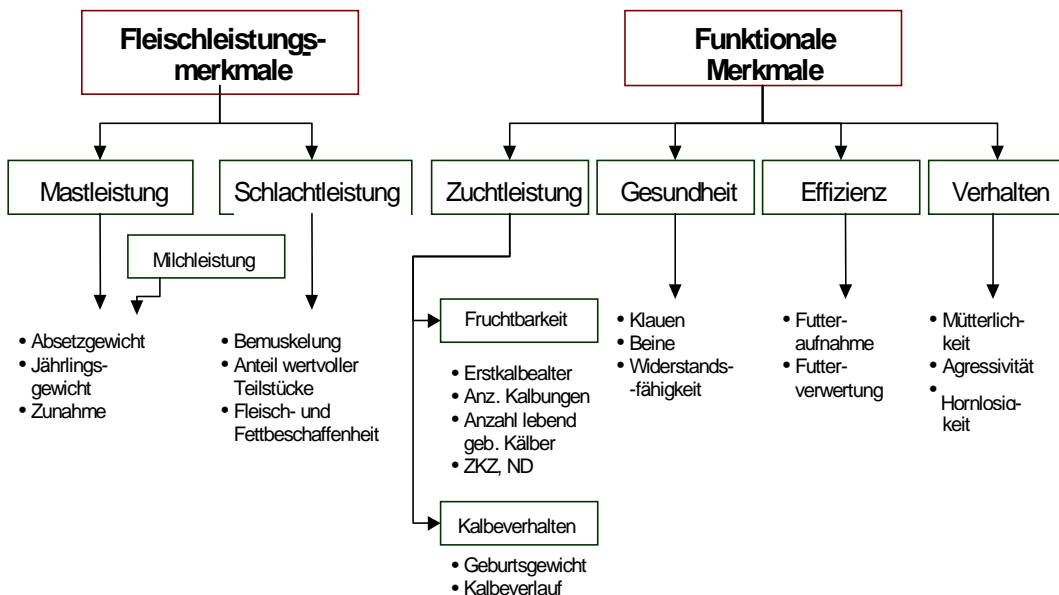 Fleischleistungs-
merkmale
Funktionale
Merkmale
Mastleistung
Schlachtleistung
Zuchtleistung
Gesundheit
Effizienz
Verhalten
Milchleistung
• Absetzgewicht
• Jährlings-
gewicht
• Zunahme
• Bemuskelung
• Anteil wertvoller
Teilstücke
• Fleisch- und
Fettbeschaffenheit
Fruchtbarkeit
• Erstkalbealter
• Anz. Kalbungen
• Anzahl lebend
geb. Kälber
• ZKZ, ND
Kalbeverhalten
• Geburtsgewicht
• Kalbeverlauf
• Klauen
• Beine
• Widerstands-
-fähigkeit
• Futter-
aufnahme
• Futter-
verwertung
• Mütterlich-
keit
• Agressivität
• Hornlosig-
keit